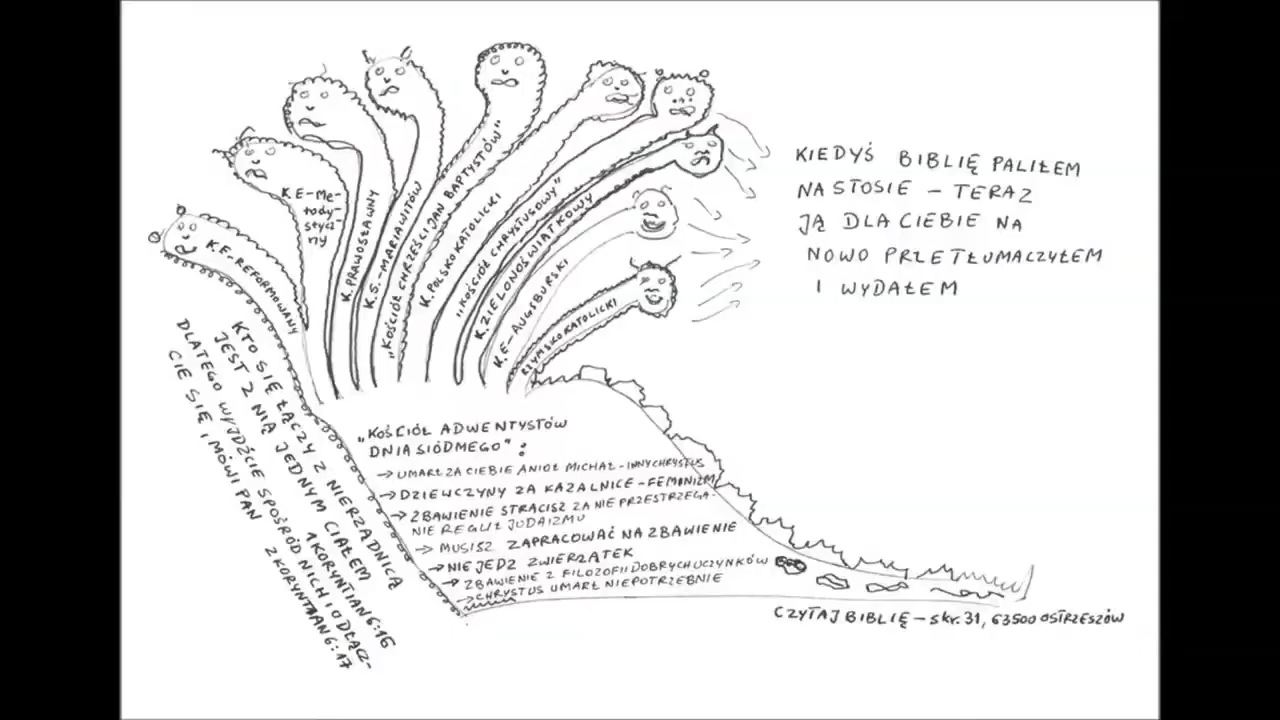 K.E-REFORMOWANY
K.E-Me-
tody-
stycz-
ny
K.PRAWOSŁAWNY
K.S.-MARIAWITÓW
„KOŚCIÓŁ CHRZEŚCIJAN BAPTYSTÓW"
K.POLSKOKATOLICKI
„KOŚCIÓŁ CHRYSTUSOWY"
K.ZIELONOŚWIĄTKOWY
K.E-AUGSBURSKI
RZYMSKOKATOLICKI
KIEDYŚ BIBLIĘ PALIŁEM
NA STOSIE - TERAZ
JĄ DLA CIEBIE NA
NOWO PRZETŁUMACZYŁEM
I WYDAŁEM
KTO SIĘ ŁĄCZY Z NIERZĄDNICĄ
JEST Z NIĄ JEDNYM CIAŁEM
1 KORYNTIAN 6:16
DLATEGO WYJDŹCIE SPOŚRÓD NICH I ODŁĄCZ-
CIE SIĘ I MÓWI PAN
2 KORYNTIAN 6:17
„KOŚCIÓŁ ADWENTYSTÓW
DNIA SIÓDMEGO":
→ UMARŁ ZA CIEBIE ANIOŁ MICHAŁ - INNY CHRYSTUS
→ DZIEWCZYNY ZA KAZALNICE - FEMINIZM
→ ZBAWIENIE STRACISZ ZA NIE PRZESTRZEGA-
NIE REGUŁ JUDAIZMU
→ MUSISZ ZAPRACOWAĆ NA ZBAWIENIE
→ NIE JEDZ ZWIERZĄTEK
→ ZBAWIENIE Z FILOZOFII DOBRYCH UCZYNKÓW
→ CHRYSTUS UMARŁ NIEPOTRZEBNIE
CZYTAJ BIBLIĘ - skr. 31, 63500 OSTRZESZÓW